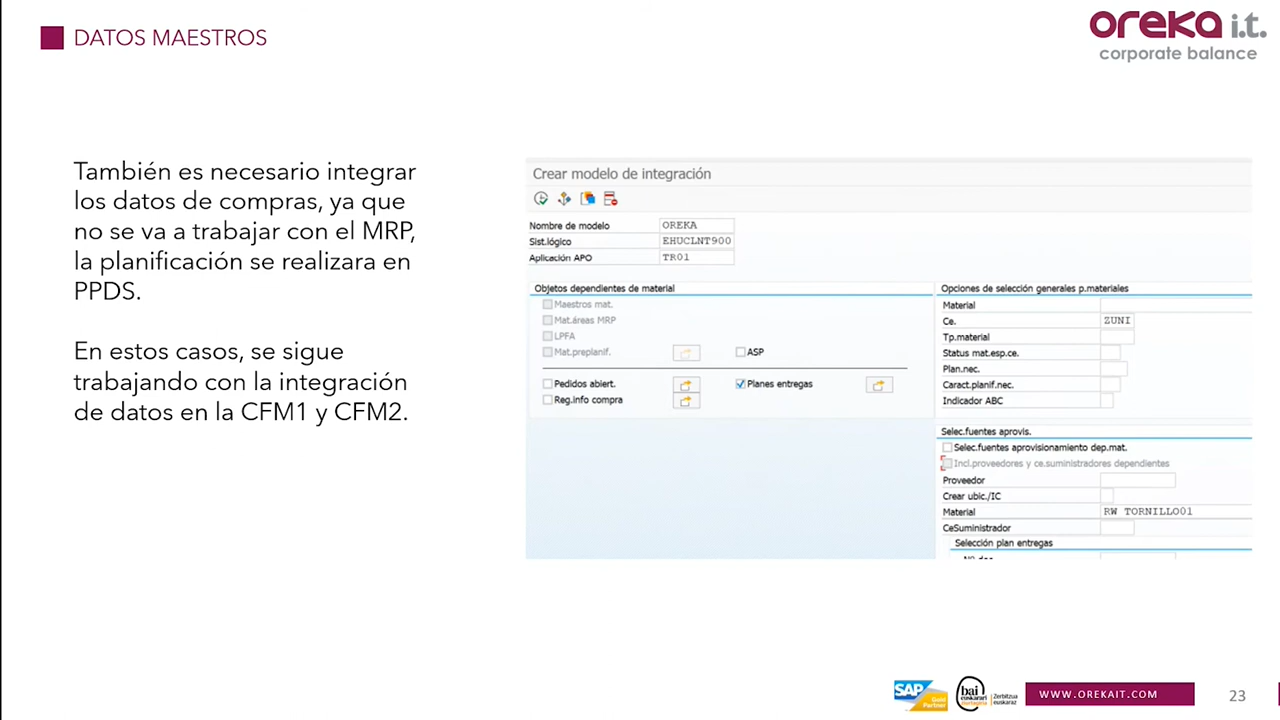 DATOS MAESTROS
oreka i.t.
corporate balance
También es necesario integrar
los datos de compras, ya que
no se va a trabajar con el MRP,
la planificación se realizara en
PPDS.
En estos casos, se sigue
trabajando con la integración
de datos en la CFM1 y CFM2.
Crear modelo de integración
Nombre de modelo OREKA
Sist.lógico EHUCLNT900
Aplicación APO TR01
Objetos dependientes de material
Maestros mat.
Mat.áreas MRP
LPFA
Mat.preplanif. ASP
Pedidos abiert. Planes entregas
Reg.info compra
Opciones de selección generales p.materiales
Material
Ce. ZUNI
Tp.material
Status mat.esp.ce.
Plan.nec.
Caract.planif.nec.
Indicador ABC
Selec.fuentes aprovis.
Selec.fuentes aprovisionamiento dep.mat.
Incl.proveedores y ce.suministradores dependientes
Proveedor
Crear ubic./IC
Material RW TORNILLO01
CeSuministrador
Selección plan entregas
SAP Gold Partner
bai euskarari
Zerbitzua
euskaraz
WWW.OREKAIT.COM
23